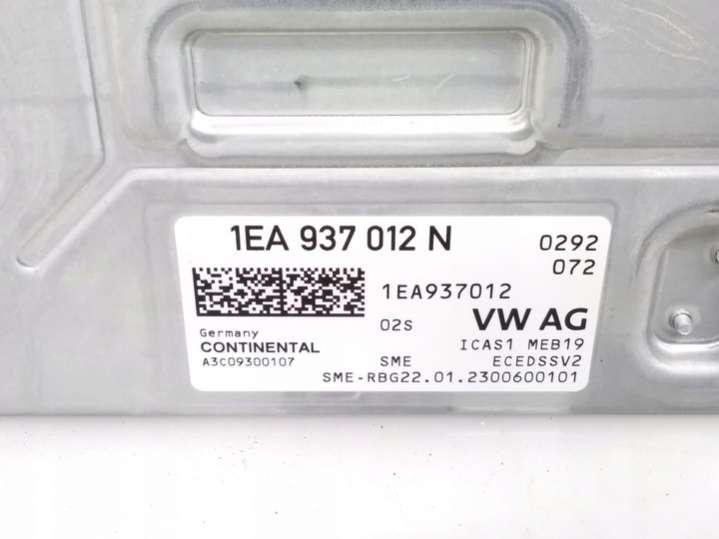 1EA 937 012 N
0292
072
1EA937012
02S
VW AG
Germany
CONTINENTAL
A3C09300107
ICAS1 MEB19
SME ECEDSSV2
SME-RBG22.01.2300600101